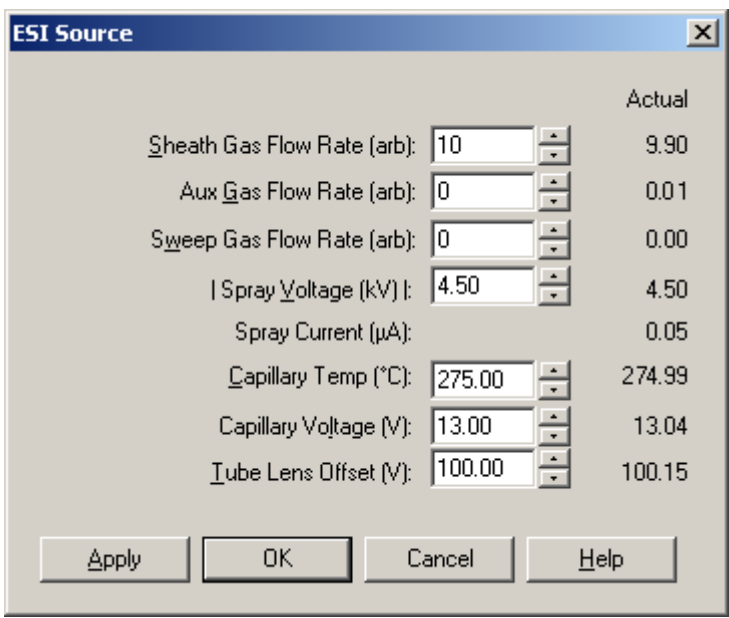 ESI Source
Actual
Sheath Gas Flow Rate (arb): 10 9.90
Aux Gas Flow Rate (arb): 0 0.01
Sweep Gas Flow Rate (arb): 0 0.00
| Spray Voltage (kV) |: 4.50 4.50
Spray Current (µA): 0.05
Capillary Temp (°C): 275.00 274.99
Capillary Voltage (V): 13.00 13.04
Tube Lens Offset (V): 100.00 100.15
Apply OK Cancel Help